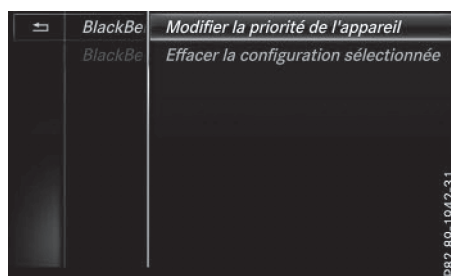 BlackBe Modifier la priorité de l'appareil
BlackBe Effacer la configuration sélectionnée
P82.89-1942-31